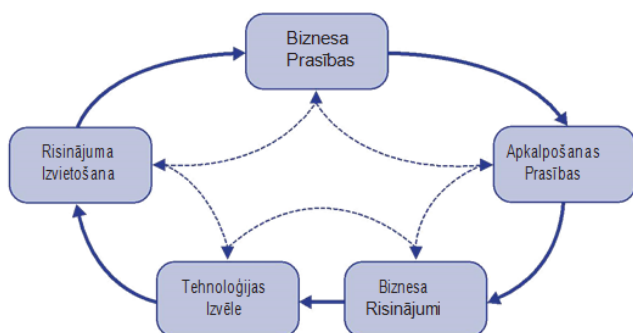 Biznesa
Prasības
Risinājuma
Izvietošana
Apkalpošanas
Prasības
Tehnoloģijas
Izvēle
Biznesa
Risinājumi